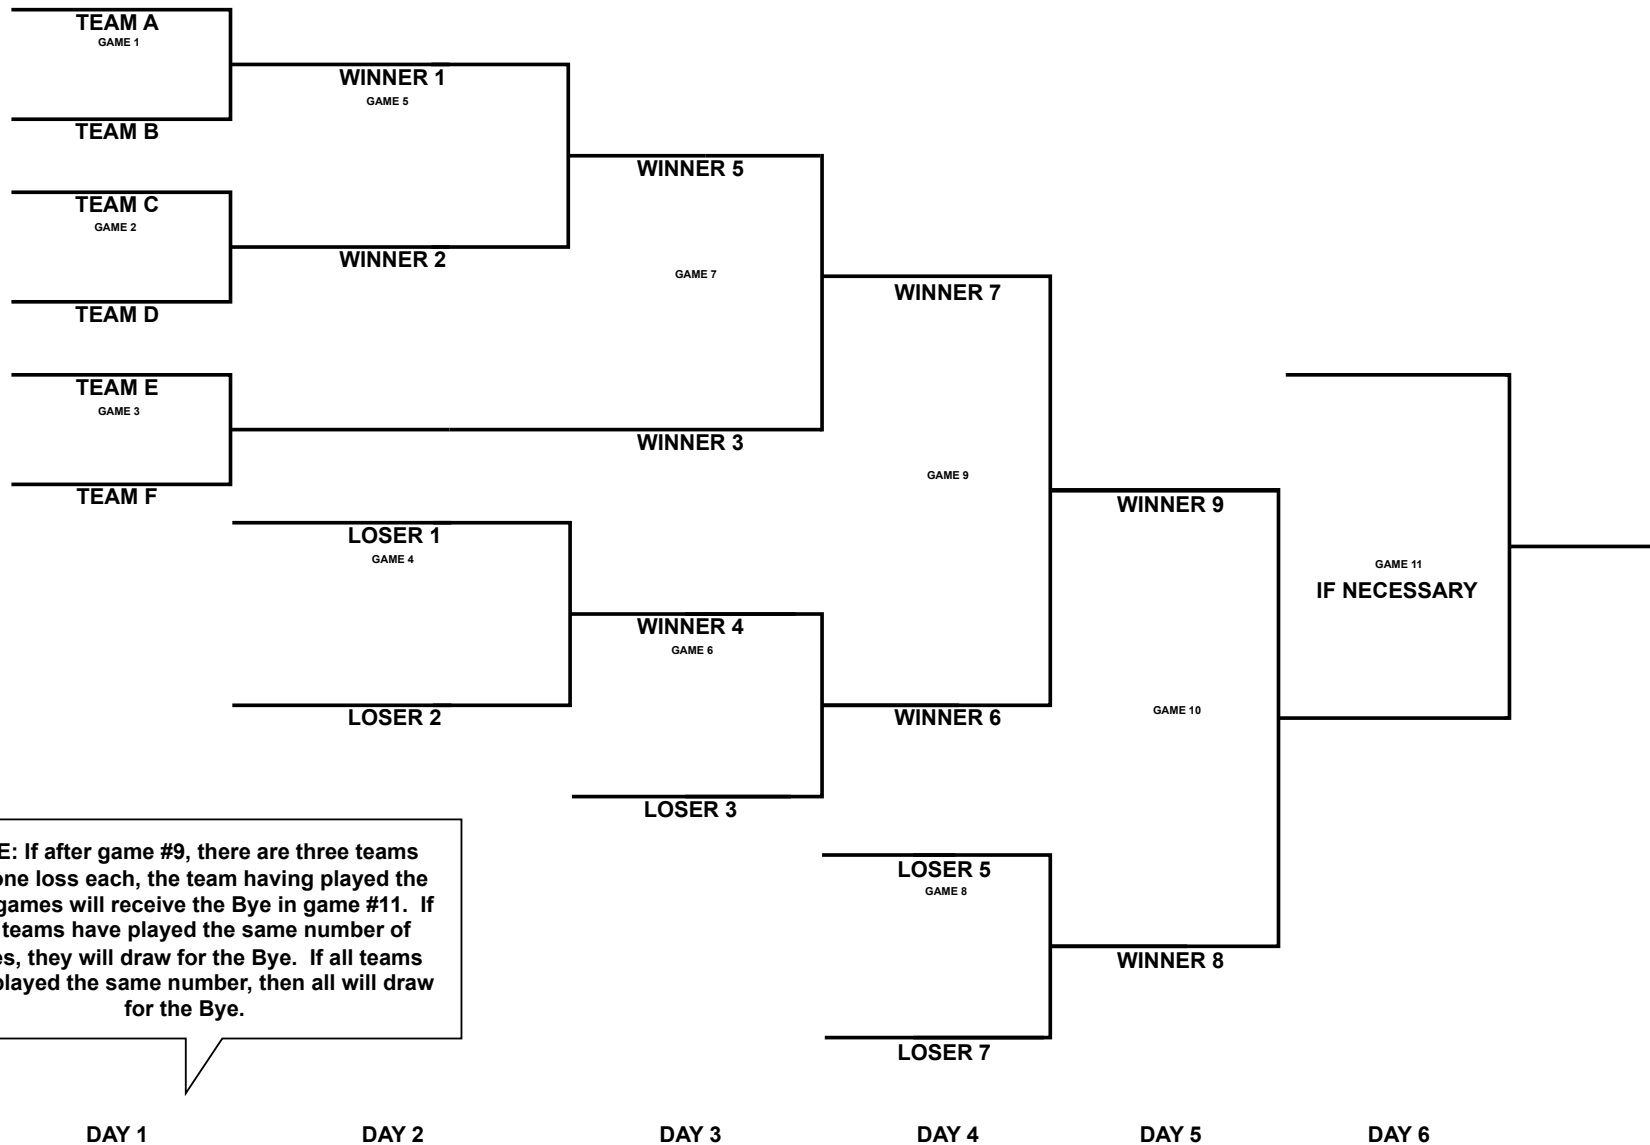 TEAM A
GAME 1
TEAM B
TEAM C
GAME 2
TEAM D
TEAM E
GAME 3
TEAM F
WINNER 1
GAME 5
WINNER 2
LOSER 1
GAME 4
LOSER 2
WINNER 5
GAME 7
WINNER 3
WINNER 4
GAME 6
LOSER 3
WINNER 7
GAME 9
WINNER 6
LOSER 5
GAME 8
LOSER 7
WINNER 9
GAME 10
WINNER 8
GAME 11
IF NECESSARY
E: If after game #9, there are three teams
one loss each, the team having played the
games will receive the Bye in game #11. If
teams have played the same number of
es, they will draw for the Bye. If all teams
played the same number, then all will draw
for the Bye.
DAY 1 DAY 2 DAY 3 DAY 4 DAY 5 DAY 6